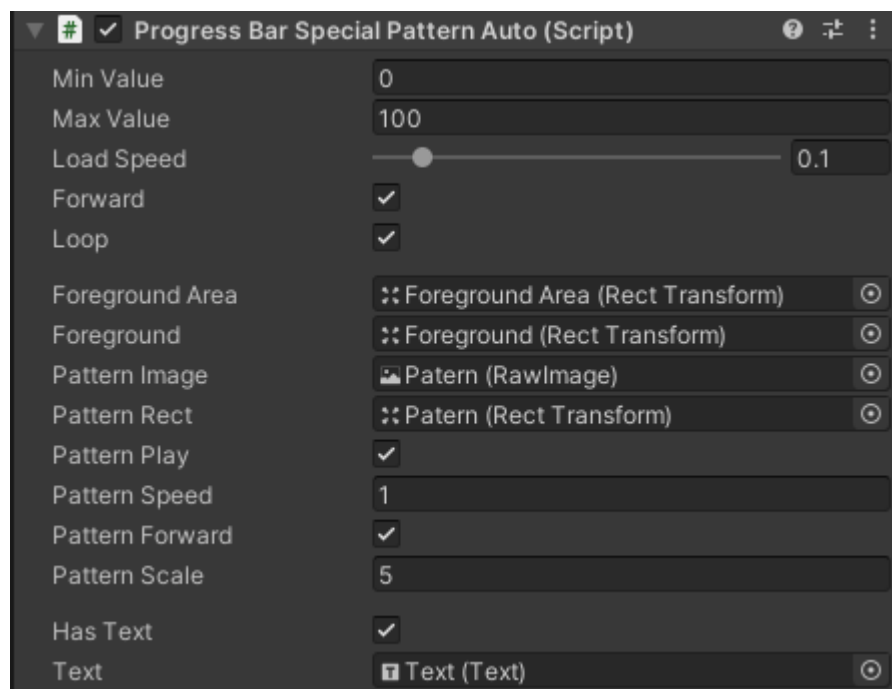 Progress Bar Special Pattern Auto (Script)
Min Value 0
Max Value 100
Load Speed 0.1
Forward
Loop
Foreground Area Foreground Area (Rect Transform)
Foreground Foreground (Rect Transform)
Pattern Image Patern (RawImage)
Pattern Rect Patern (Rect Transform)
Pattern Play
Pattern Speed 1
Pattern Forward
Pattern Scale 5
Has Text
Text Text (Text)